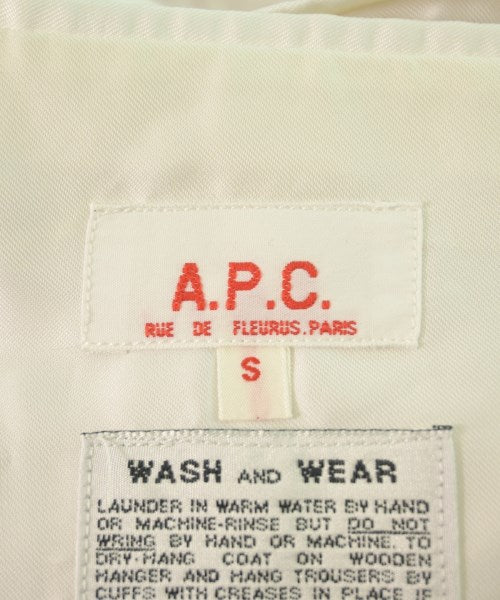 A.P.C.
RUE DE FLEURUS. PARIS
S
WASH AND WEAR
LAUNDER IN WARM WATER BY HAND
OR MACHINE-RINSE BUT DO NOT
WRING BY HAND OR MACHINE. TO
DRY-HANG COAT ON WOODEN
HANGER AND HANG TROUSERS BY
CUFFS WITH CREASES IN PLACE IF